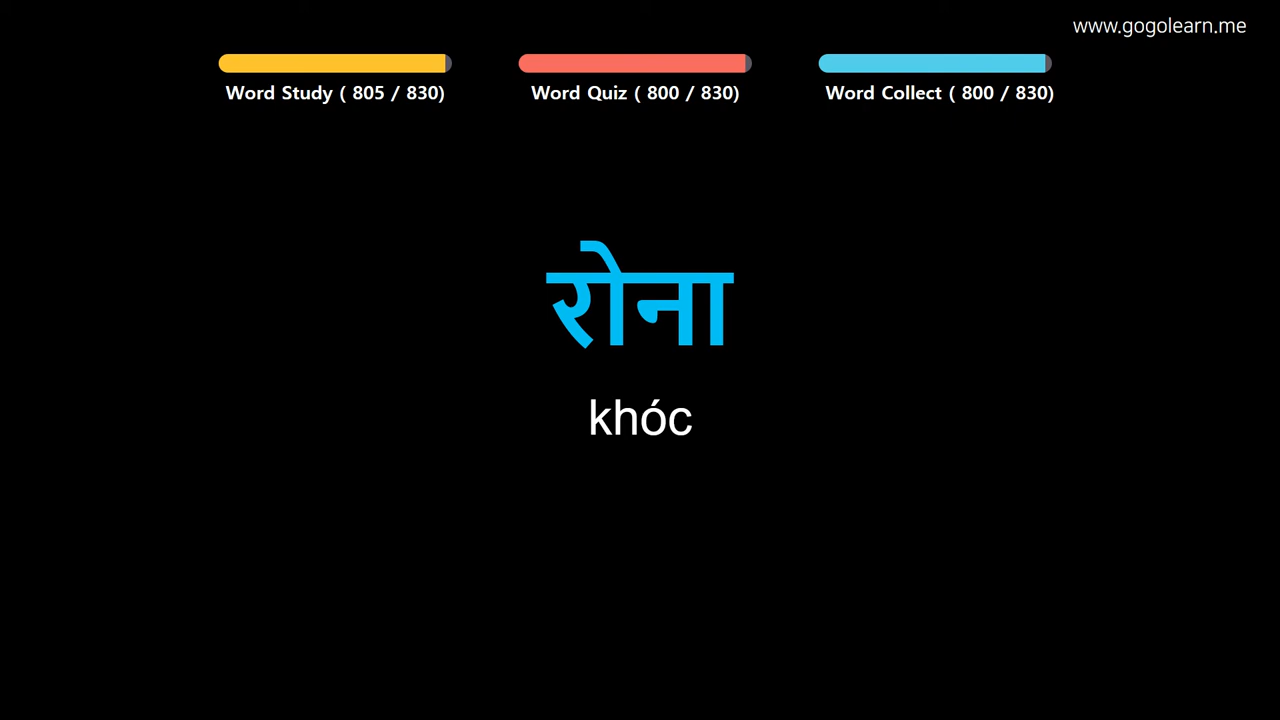 www.gogolearn.me
Word Study ( 805 / 830)
Word Quiz ( 800 / 830)
Word Collect ( 800 / 830)
रोना
khóc